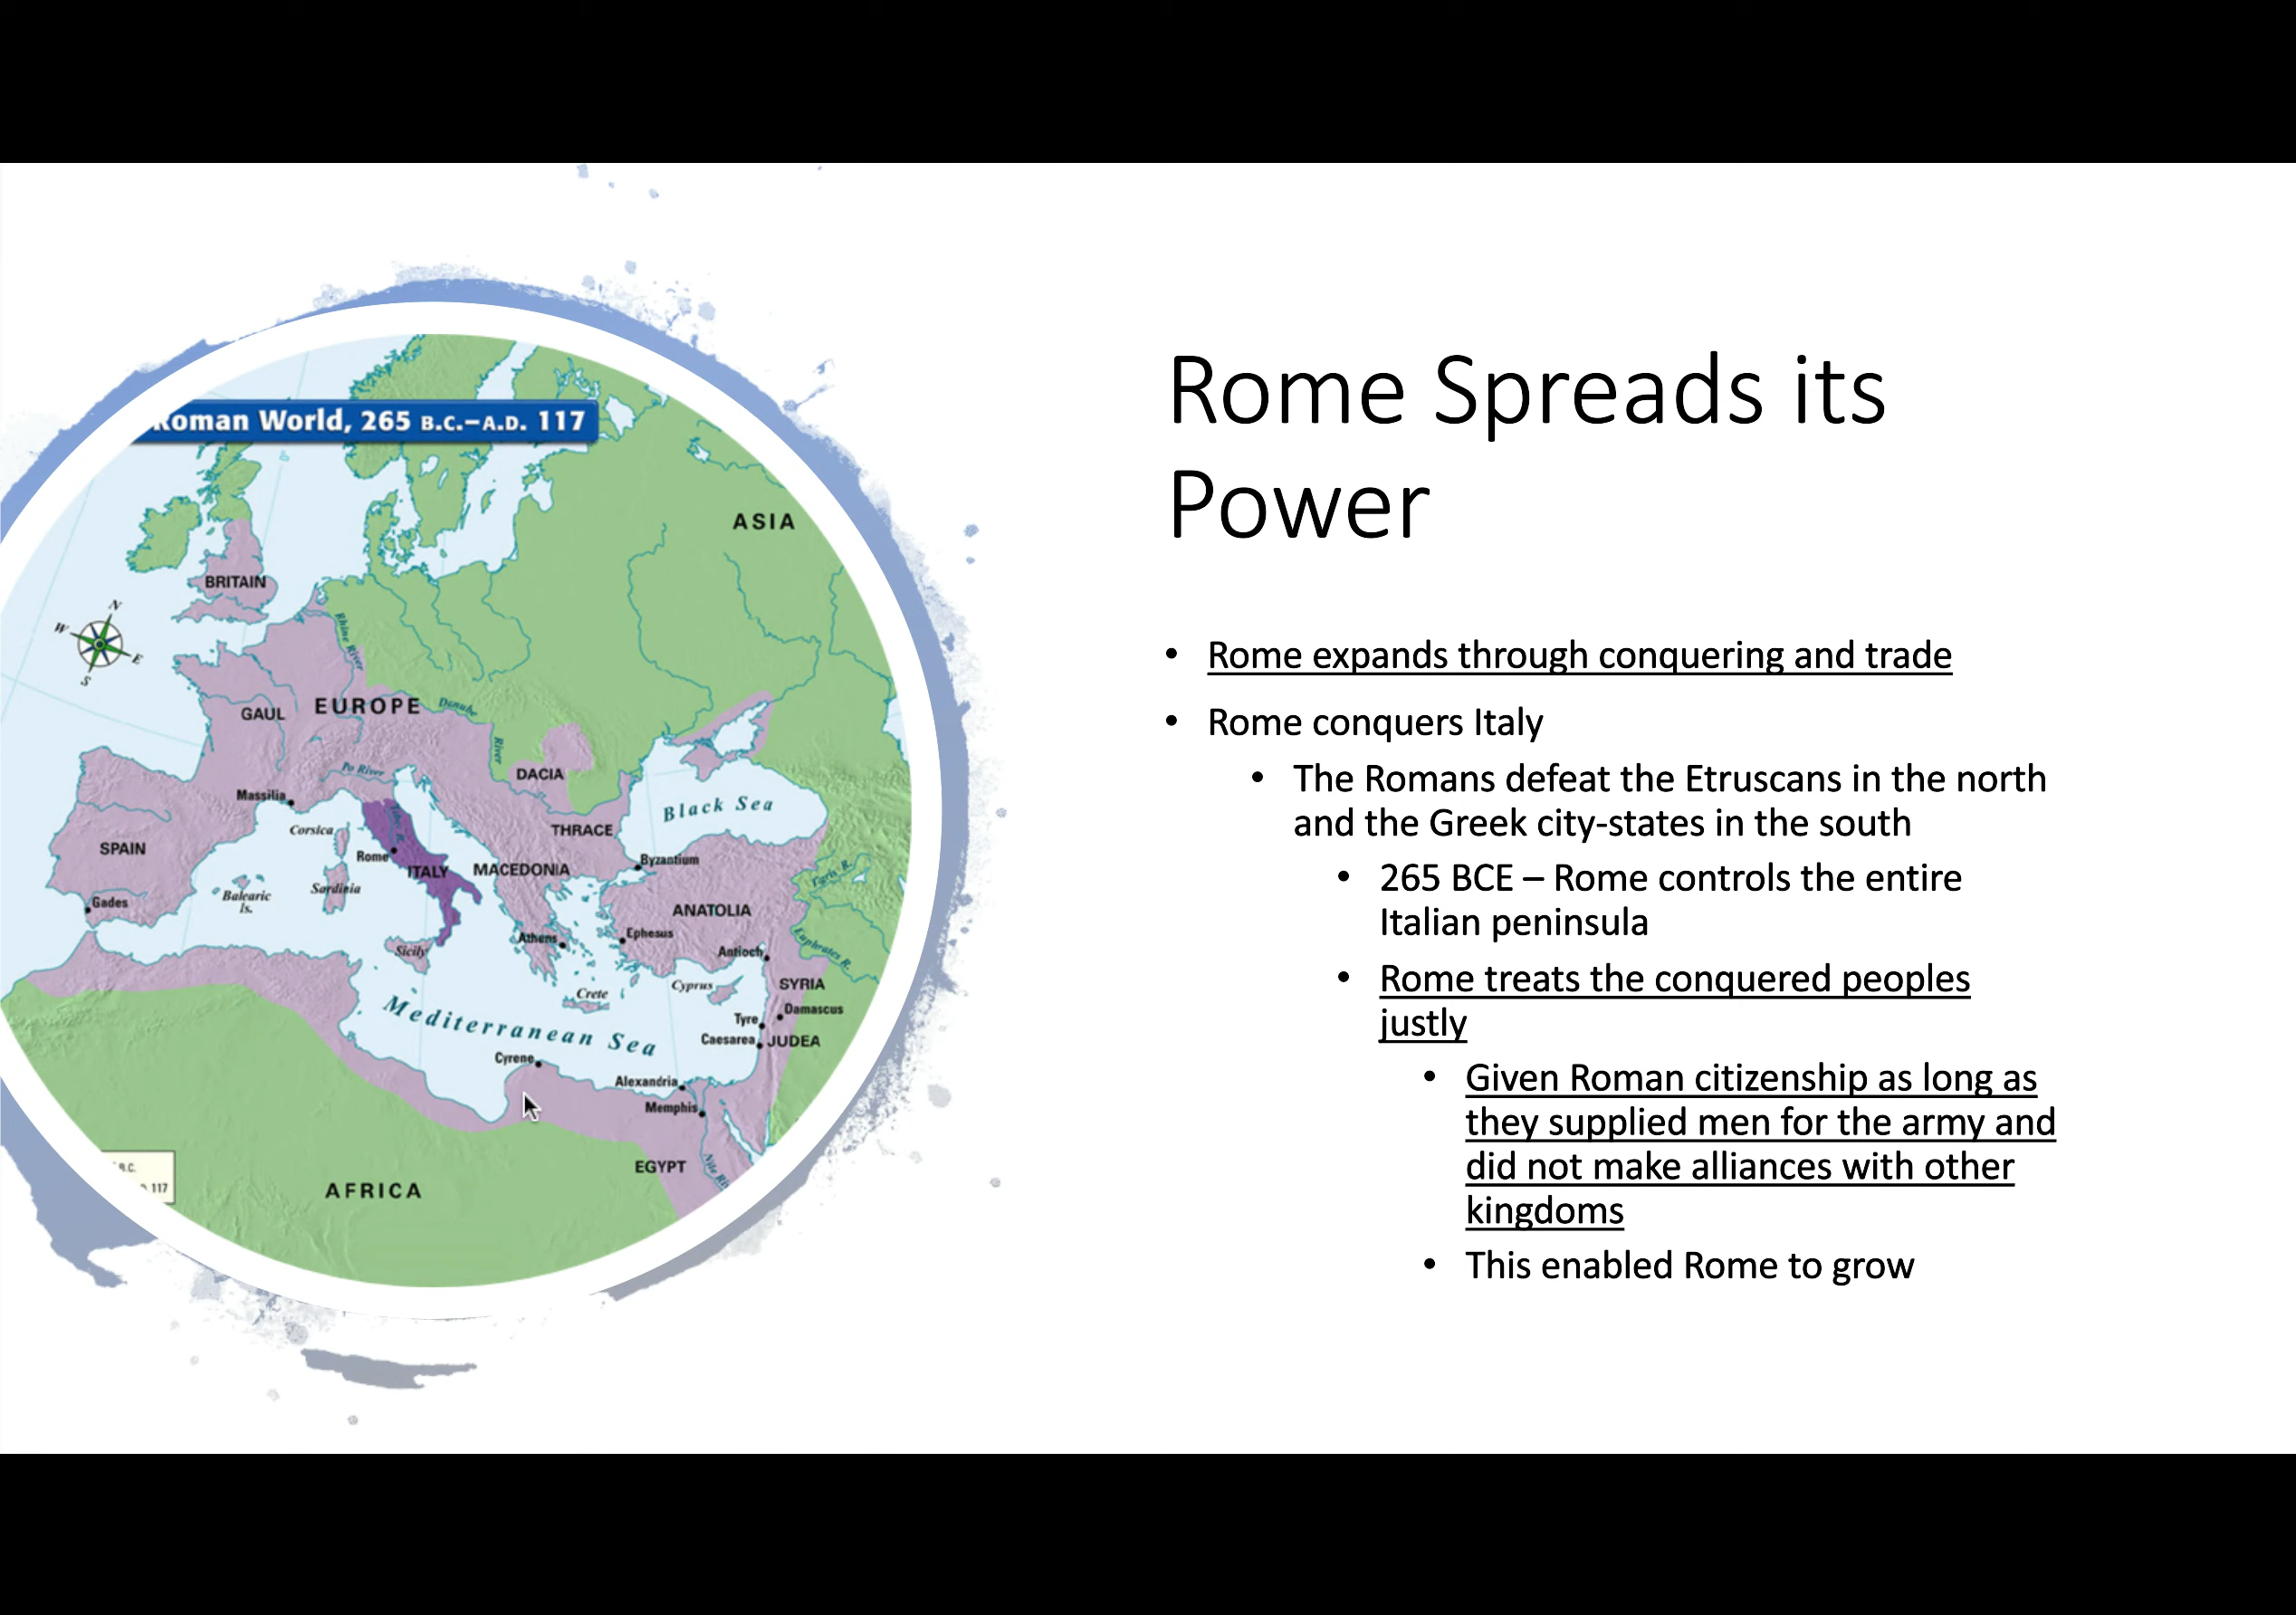 Roman World, 265 B.C.–A.D. 117
ASIA
BRITAIN
N
W
E
S
Rhine River
GAUL
EUROPE
Danube
River
Po River
DACIA
Massilia
Black Sea
Corsica
THRACE
SPAIN
Rome
Byzantium
ITALY
MACEDONIA
Tigris R.
Sardinia
Balearic
Is.
Gades
ANATOLIA
Ephesus
Athens
Antioch
Euphrates R.
Sicily
Crete
Cyprus
SYRIA
Damascus
Tyre
Mediterranean Sea
Caesarea
JUDEA
Cyrene
Alexandria
Memphis
EGYPT
AFRICA
B.C.
117
Rome Spreads its
Power
• Rome expands through conquering and trade
• Rome conquers Italy
• The Romans defeat the Etruscans in the north
and the Greek city-states in the south
• 265 BCE – Rome controls the entire
Italian peninsula
• Rome treats the conquered peoples
justly
• Given Roman citizenship as long as
they supplied men for the army and
did not make alliances with other
kingdoms
• This enabled Rome to grow